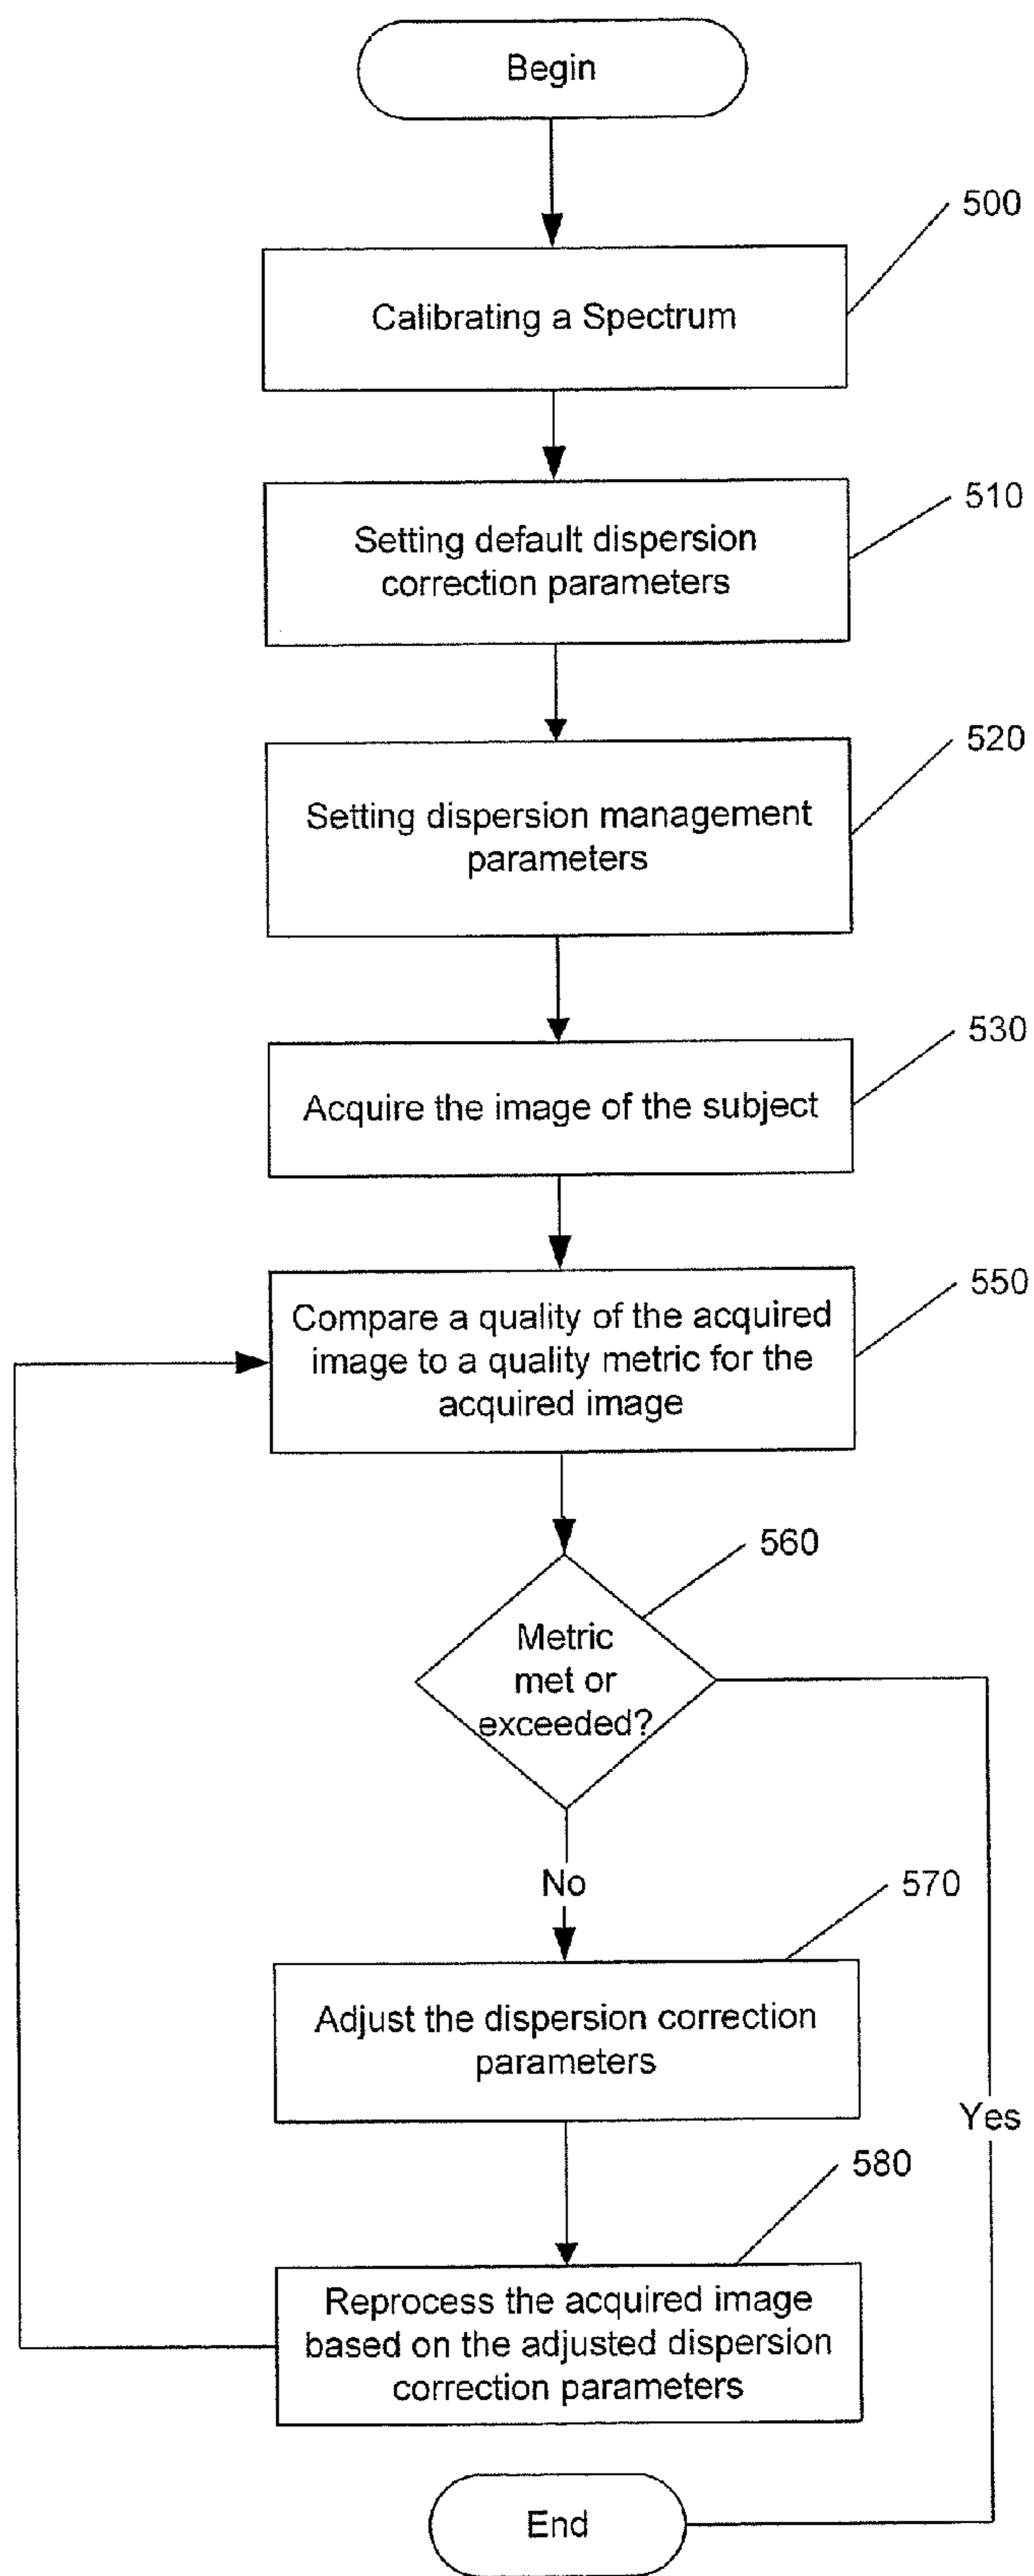 Begin
500
Calibrating a Spectrum
510
Setting default dispersion
correction parameters
520
Setting dispersion management
parameters
530
Acquire the image of the subject
550
Compare a quality of the acquired
image to a quality metric for the
acquired image
560
Metric
met or
exceeded?
No
570
Adjust the dispersion correction
parameters
Yes
580
Reprocess the acquired image
based on the adjusted dispersion
correction parameters
End